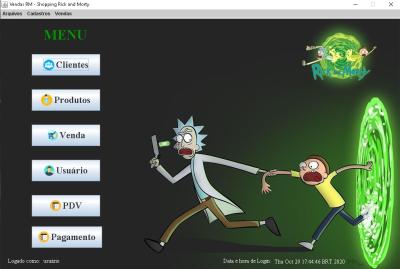 Vendas RM - Shopping Rick and Morty
Arquivos Cadastros Vendas
MENU
Rick and Morty
Clientes
Produtos
Venda
Usuário
PDV
Pagamento
Logado como: usuário
Data e hora de Login: Thu Oct 29 17:44:46 BRT 2020